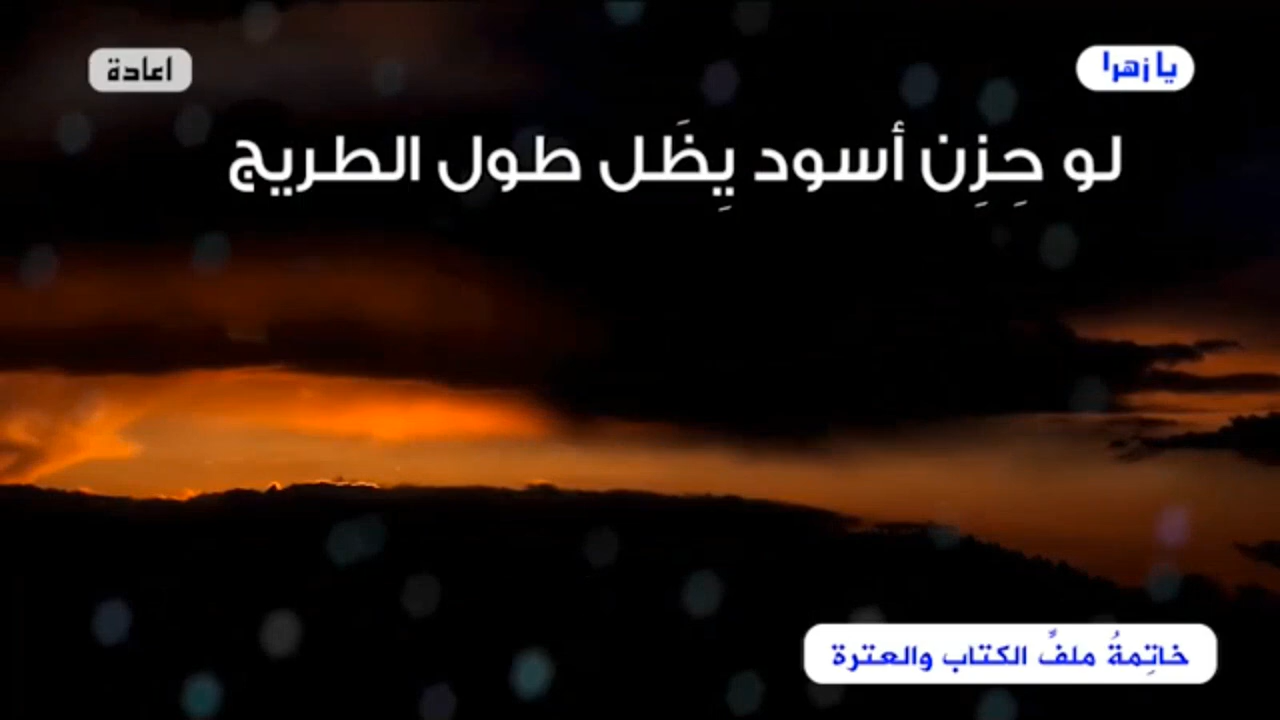 يا زهرا
اعادة
لو حِزِن أسود يِظَل طول الطريج
خاتِمةُ ملفِّ الكتاب والعترة